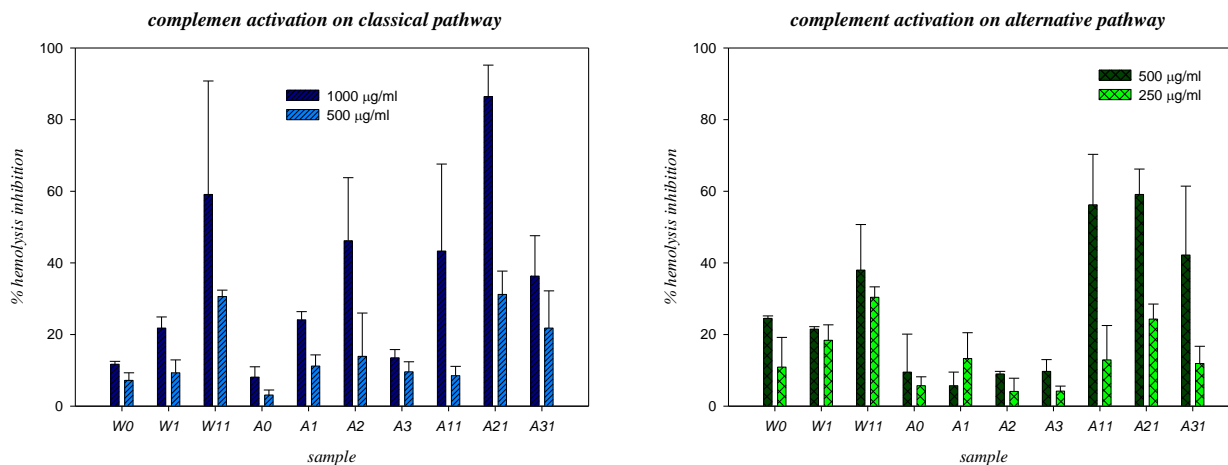 complemen activation on classical pathway
100
80
60
40
20
0
% hemolysis inhibition
1000 μg/ml
500 μg/ml
W0 W1 W11 A0 A1 A2 A3 A11 A21 A31
sample
complement activation on alternative pathway
100
80
60
40
20
0
% hemolysis inhibition
500 μg/ml
250 μg/ml
W0 W1 W11 A0 A1 A2 A3 A11 A21 A31
sample